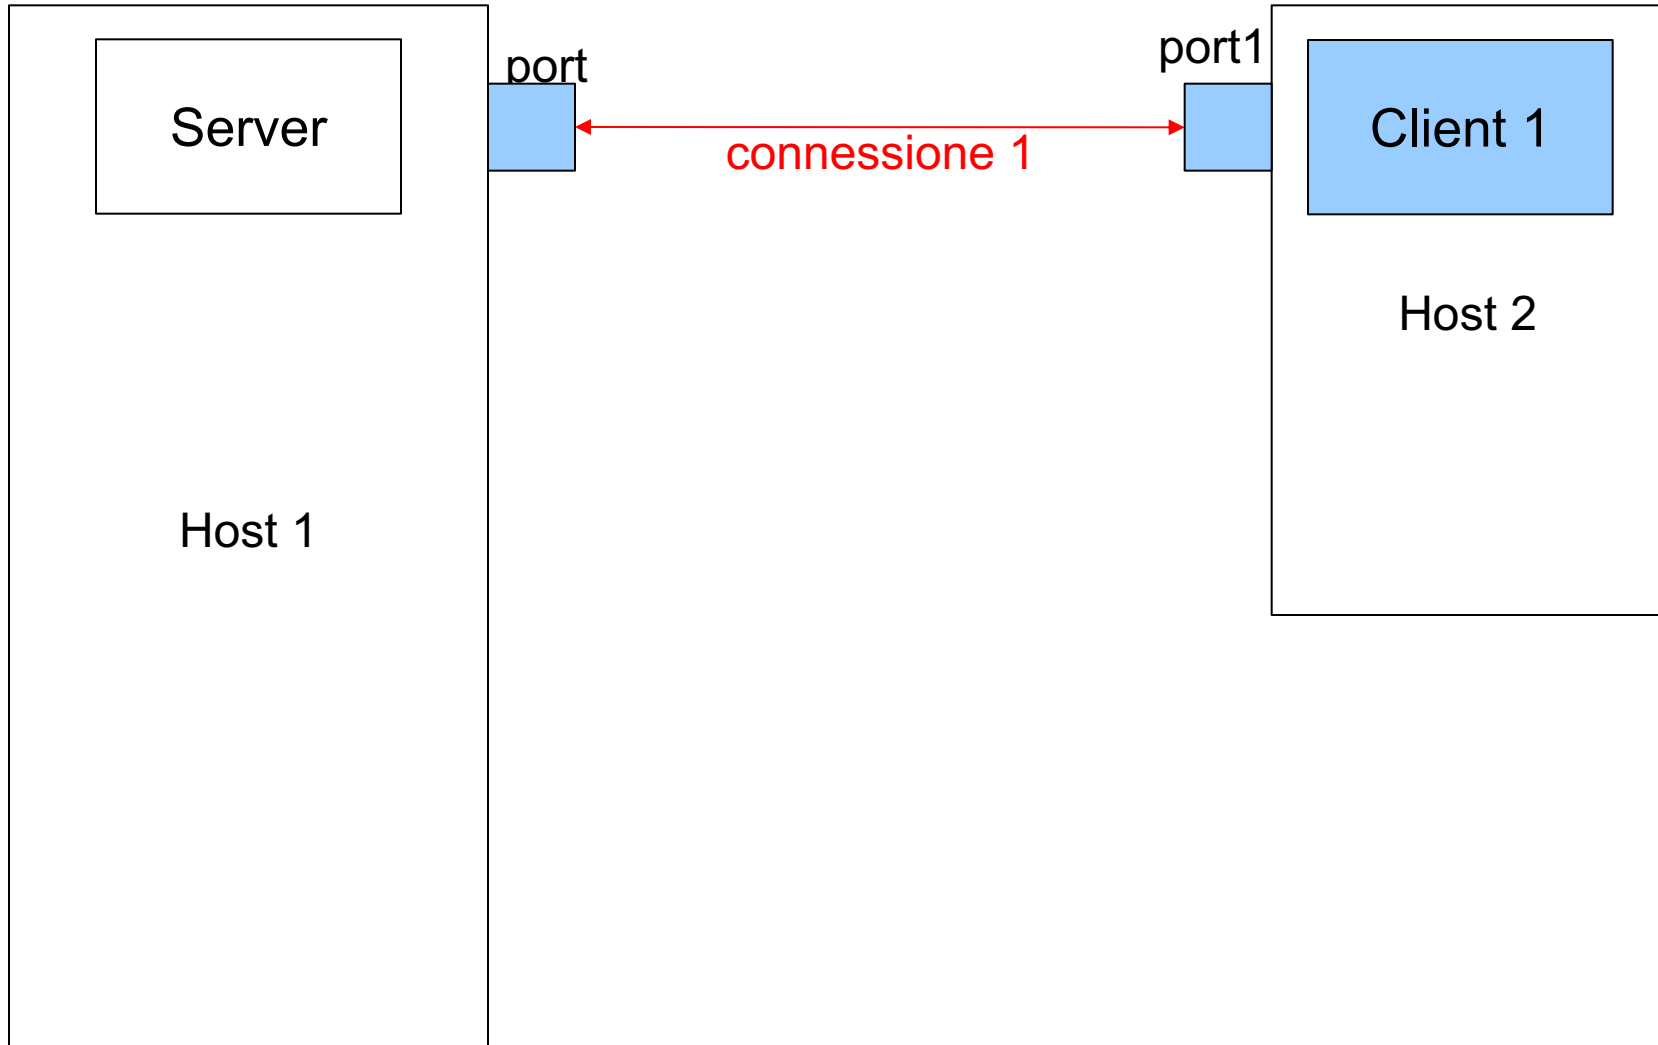 port
port1
Server
connessione 1
Client 1
Host 2
Host 1